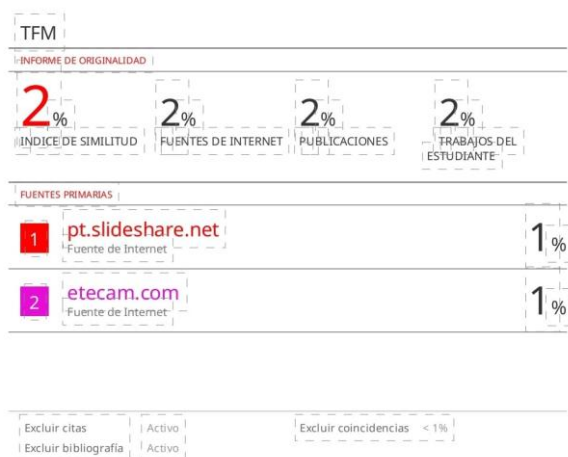 TFM
INFORME DE ORIGINALIDAD
2% 2% 2% 2%
INDICE DE SIMILITUD FUENTES DE INTERNET PUBLICACIONES TRABAJOS DEL
ESTUDIANTE
FUENTES PRIMARIAS
1 pt.slideshare.net 1%
Fuente de Internet
2 etecam.com 1%
Fuente de Internet
Excluir citas Activo Excluir coincidencias < 1%
Excluir bibliografía Activo